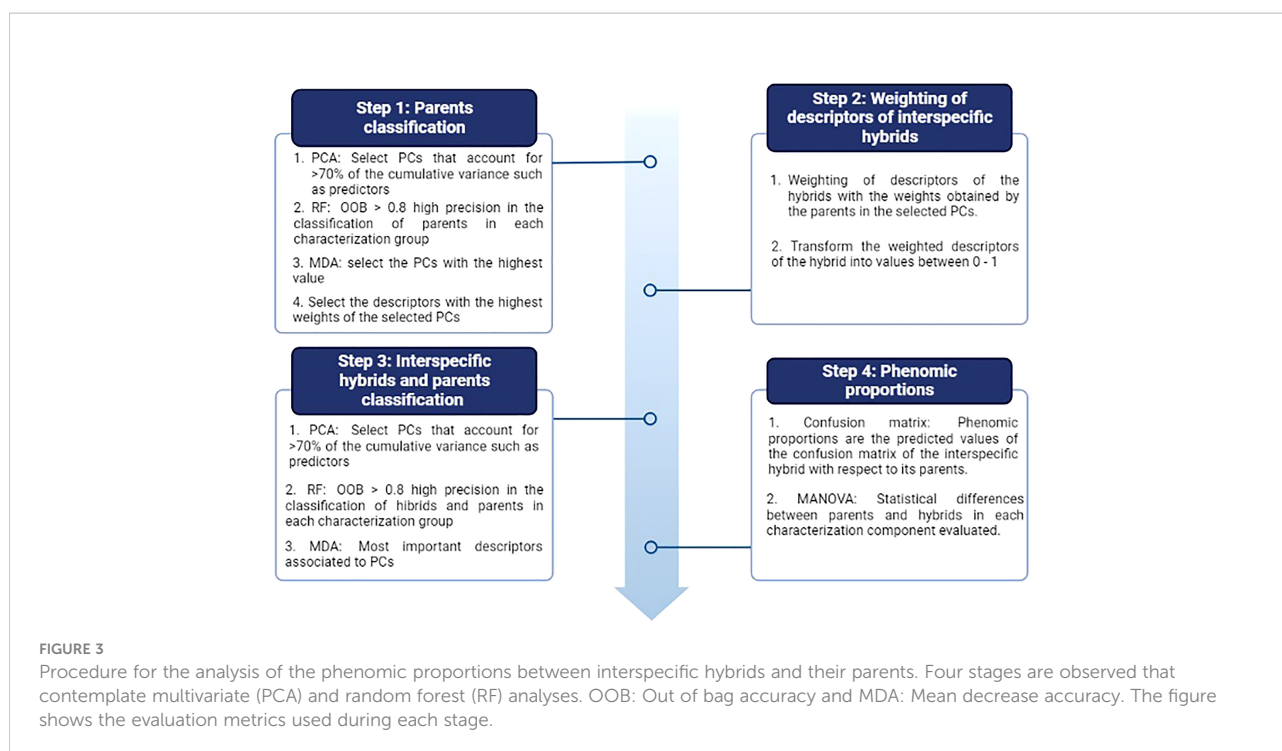 Step 1: Parents
classification
1. PCA: Select PCs that account for
>70% of the cumulative variance such
as predictors
2. RF: OOB > 0.8 high precision in the
classification of parents in each
characterization group
3. MDA: select the PCs with the highest
value
4. Select the descriptors with the highest
weights of the selected PCs
Step 2: Weighting of
descriptors of interspecific
hybrids
1. Weighting of descriptors of the
hybrids with the weights obtained by
the parents in the selected PCs.
2. Transform the weighted descriptors
of the hybrid into values between 0 - 1
Step 3: Interspecific
hybrids and parents
classification
1. PCA: Select PCs that account for
>70% of the cumulative variance such as
predictors
2. RF: OOB > 0.8 high precision in the
classification of hibrids and parents in
each characterization group
3. MDA: Most important descriptors
associated to PCs
Step 4: Phenomic
proportions
1. Confusion matrix: Phenomic
proportions are the predicted values of
the confusion matrix of the interspecific
hybrid with respect to its parents.
2. MANOVA: Statistical differences
between parents and hybrids in each
characterization component evaluated.
FIGURE 3
Procedure for the analysis of the phenomic proportions between interspecific hybrids and their parents. Four stages are observed that
contemplate multivariate (PCA) and random forest (RF) analyses. OOB: Out of bag accuracy and MDA: Mean decrease accuracy. The figure
shows the evaluation metrics used during each stage.